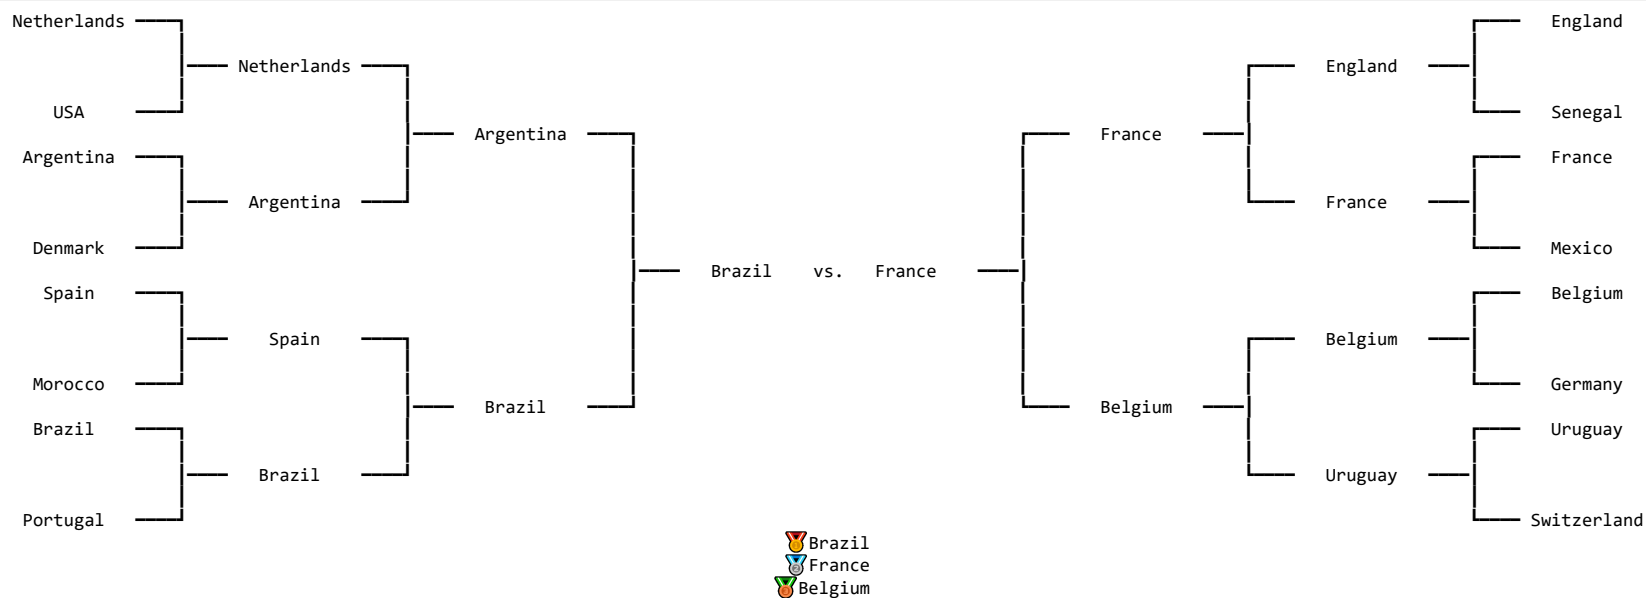 Netherlands England
Netherlands England
USA Senegal
Argentina France
Argentina France
Argentina France
Denmark Mexico
Brazil vs. France
Spain Belgium
Spain Belgium
Morocco Germany
Brazil Belgium
Brazil Uruguay
Brazil Uruguay
Portugal Switzerland
Brazil
France
Belgium